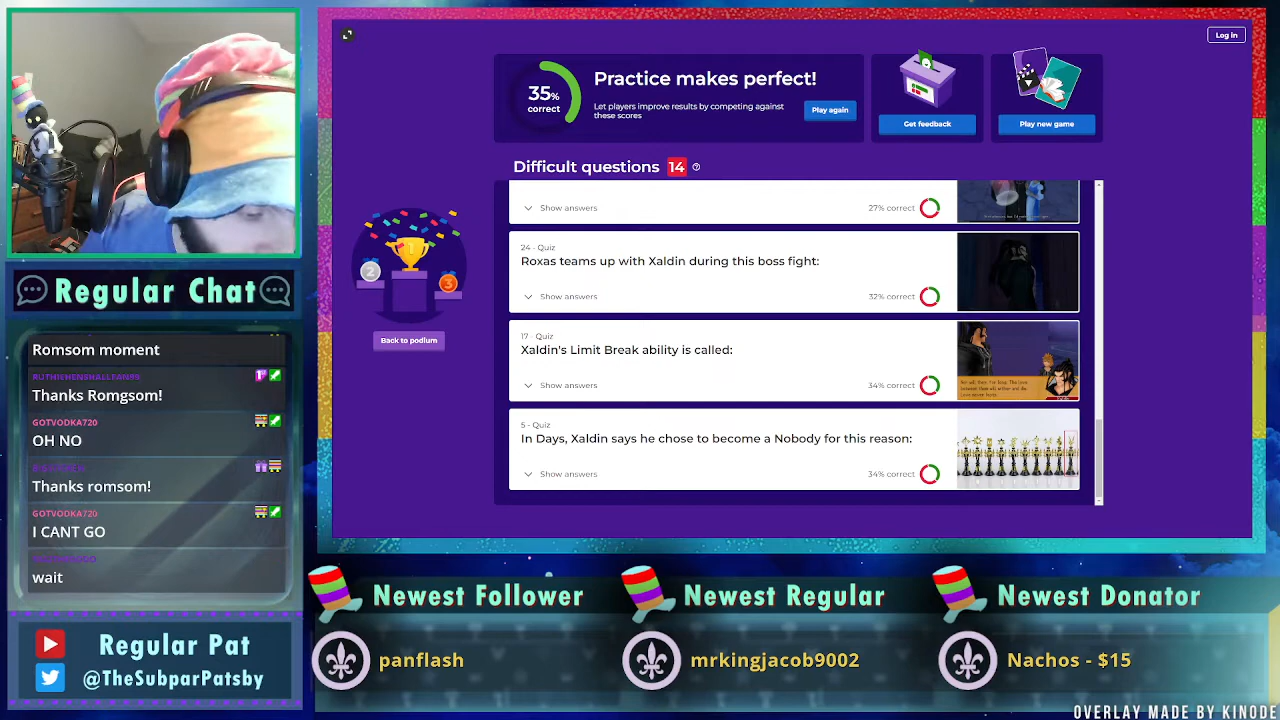 Log in
35%
correct
Practice makes perfect!
Let players improve results by competing against
these scores
Play again
Get feedback
Play new game
Difficult questions 14
Show answers
27% correct
24 - Quiz
Roxas teams up with Xaldin during this boss fight:
Show answers
32% correct
17 - Quiz
Xaldin's Limit Break ability is called:
Show answers
34% correct
5 - Quiz
In Days, Xaldin says he chose to become a Nobody for this reason:
Show answers
34% correct
1
2
3
Back to podium
Regular Chat
Romsom moment
Thanks Romgsom!
GOTVODKA720
OH NO
Thanks romsom!
GOTVODKA720
I CANT GO
wait
Regular Pat
@TheSubparPatsby
Newest Follower
panflash
Newest Regular
mrkingjacob9002
Newest Donator
Nachos - $15
OVERLAY MADE BY KINODE